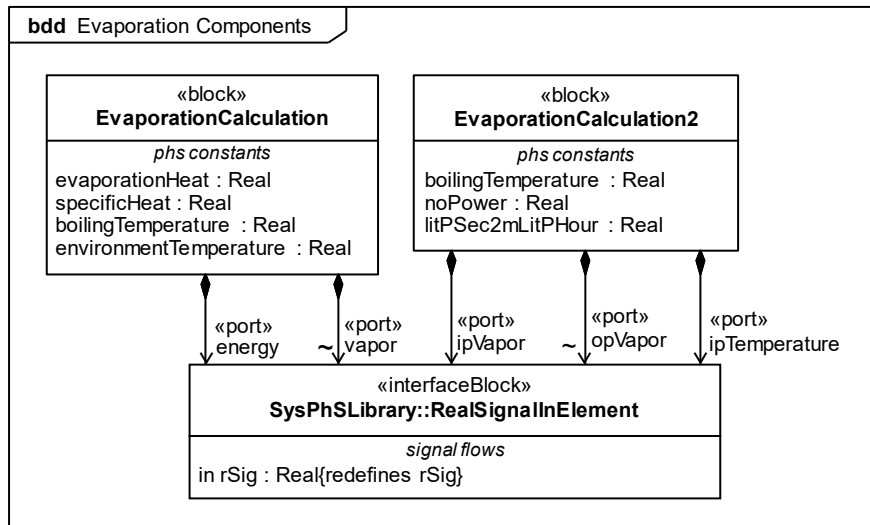 bdd Evaporation Components
«block»
EvaporationCalculation
phs constants
evaporationHeat : Real
specificHeat : Real
boilingTemperature : Real
environmentTemperature : Real
«block»
EvaporationCalculation2
phs constants
boilingTemperature : Real
noPower : Real
litPSec2mLitPHour : Real
«port»
energy
«port»
~ vapor
«port»
ipVapor
«port»
~ opVapor
«port»
ipTemperature
«interfaceBlock»
SysPhSLibrary::RealSignalInElement
signal flows
in rSig : Real{redefines rSig}